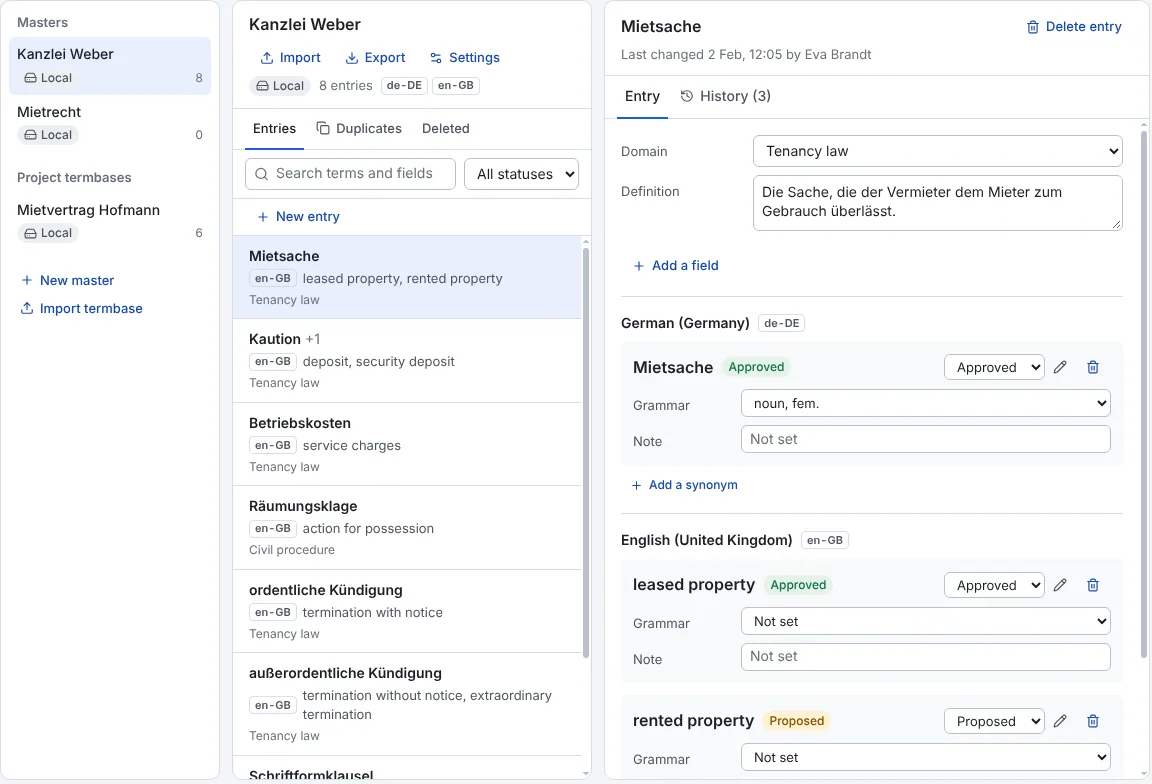 Masters
Kanzlei Weber
Local
8
Mietrecht
Local
0
Project termbases
Mietvertrag Hofmann
Local
6
New master
Import termbase
Kanzlei Weber
Import
Export
Settings
Local
8 entries
de-DE
en-GB
Entries
Duplicates
Deleted
Search terms and fields
All statuses
New entry
Mietsache
en-GB leased property, rented property
Tenancy law
Kaution +1
en-GB deposit, security deposit
Tenancy law
Betriebskosten
en-GB service charges
Tenancy law
Räumungsklage
en-GB action for possession
Civil procedure
ordentliche Kündigung
en-GB termination with notice
Tenancy law
außerordentliche Kündigung
en-GB termination without notice, extraordinary
termination
Tenancy law
Schriftformklausel
Mietsache
Delete entry
Last changed 2 Feb, 12:05 by Eva Brandt
Entry
History (3)
Domain
Tenancy law
Definition
Die Sache, die der Vermieter dem Mieter zum
Gebrauch überlässt.
Add a field
German (Germany) de-DE
Mietsache Approved
Approved
Grammar
noun, fem.
Note
Not set
Add a synonym
English (United Kingdom) en-GB
leased property Approved
Approved
Grammar
Not set
Note
Not set
rented property Proposed
Proposed
Grammar
Not set